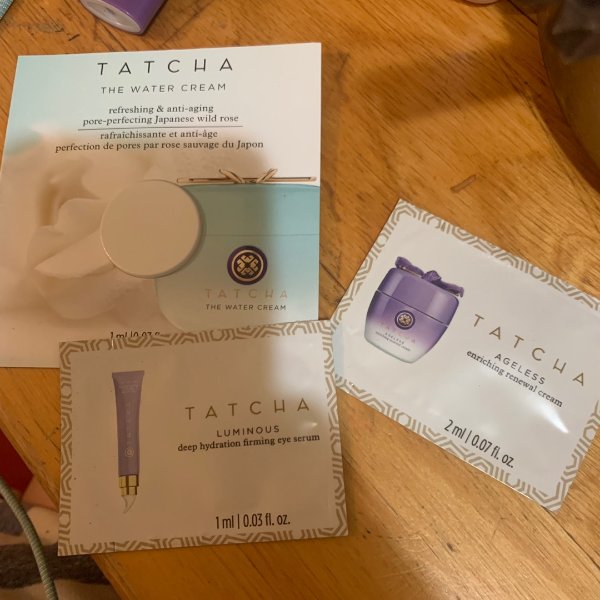 TATCHA
THE WATER CREAM
refreshing & anti-aging
pore-perfecting Japanese wild rose
rafraîchissante et anti-âge
perfection de pores par rose sauvage du Japon
TATCHA
THE WATER CREAM
TATCHA
AGELESS
enriching renewal cream
2 ml | 0.07 fl. oz.
TATCHA
LUMINOUS
deep hydration firming eye serum
1 ml | 0.03 fl. oz.